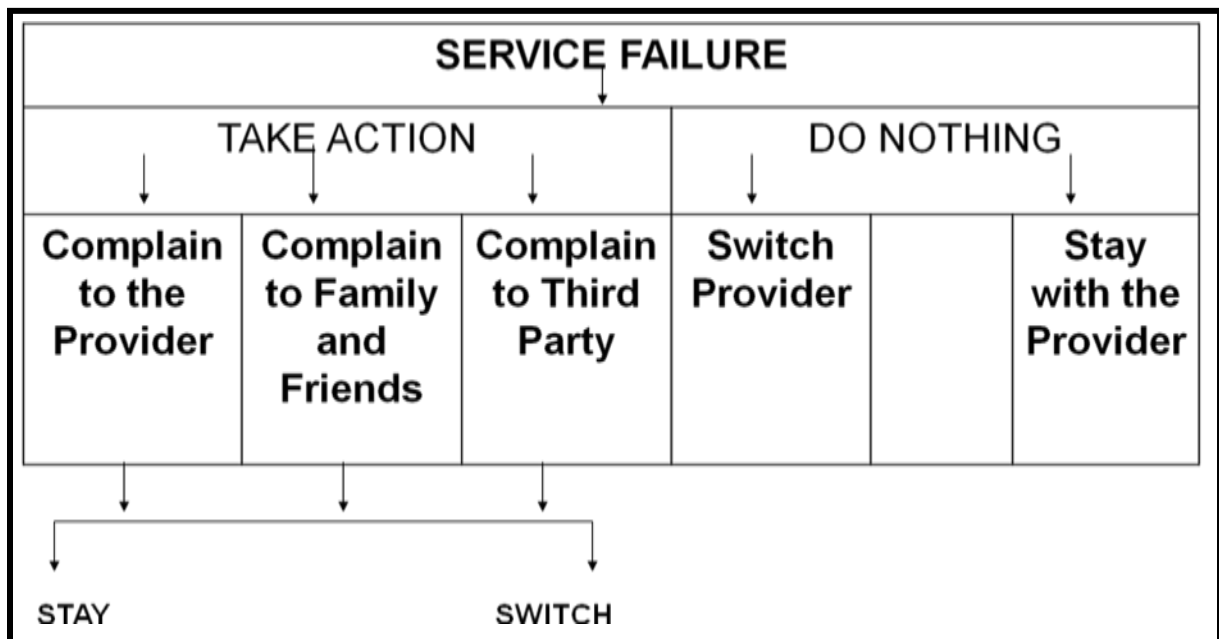 SERVICE FAILURE
TAKE ACTION
DO NOTHING
Complain
to the
Provider
Complain
to Family
and
Friends
Complain
to Third
Party
Switch
Provider
Stay
with the
Provider
STAY
SWITCH